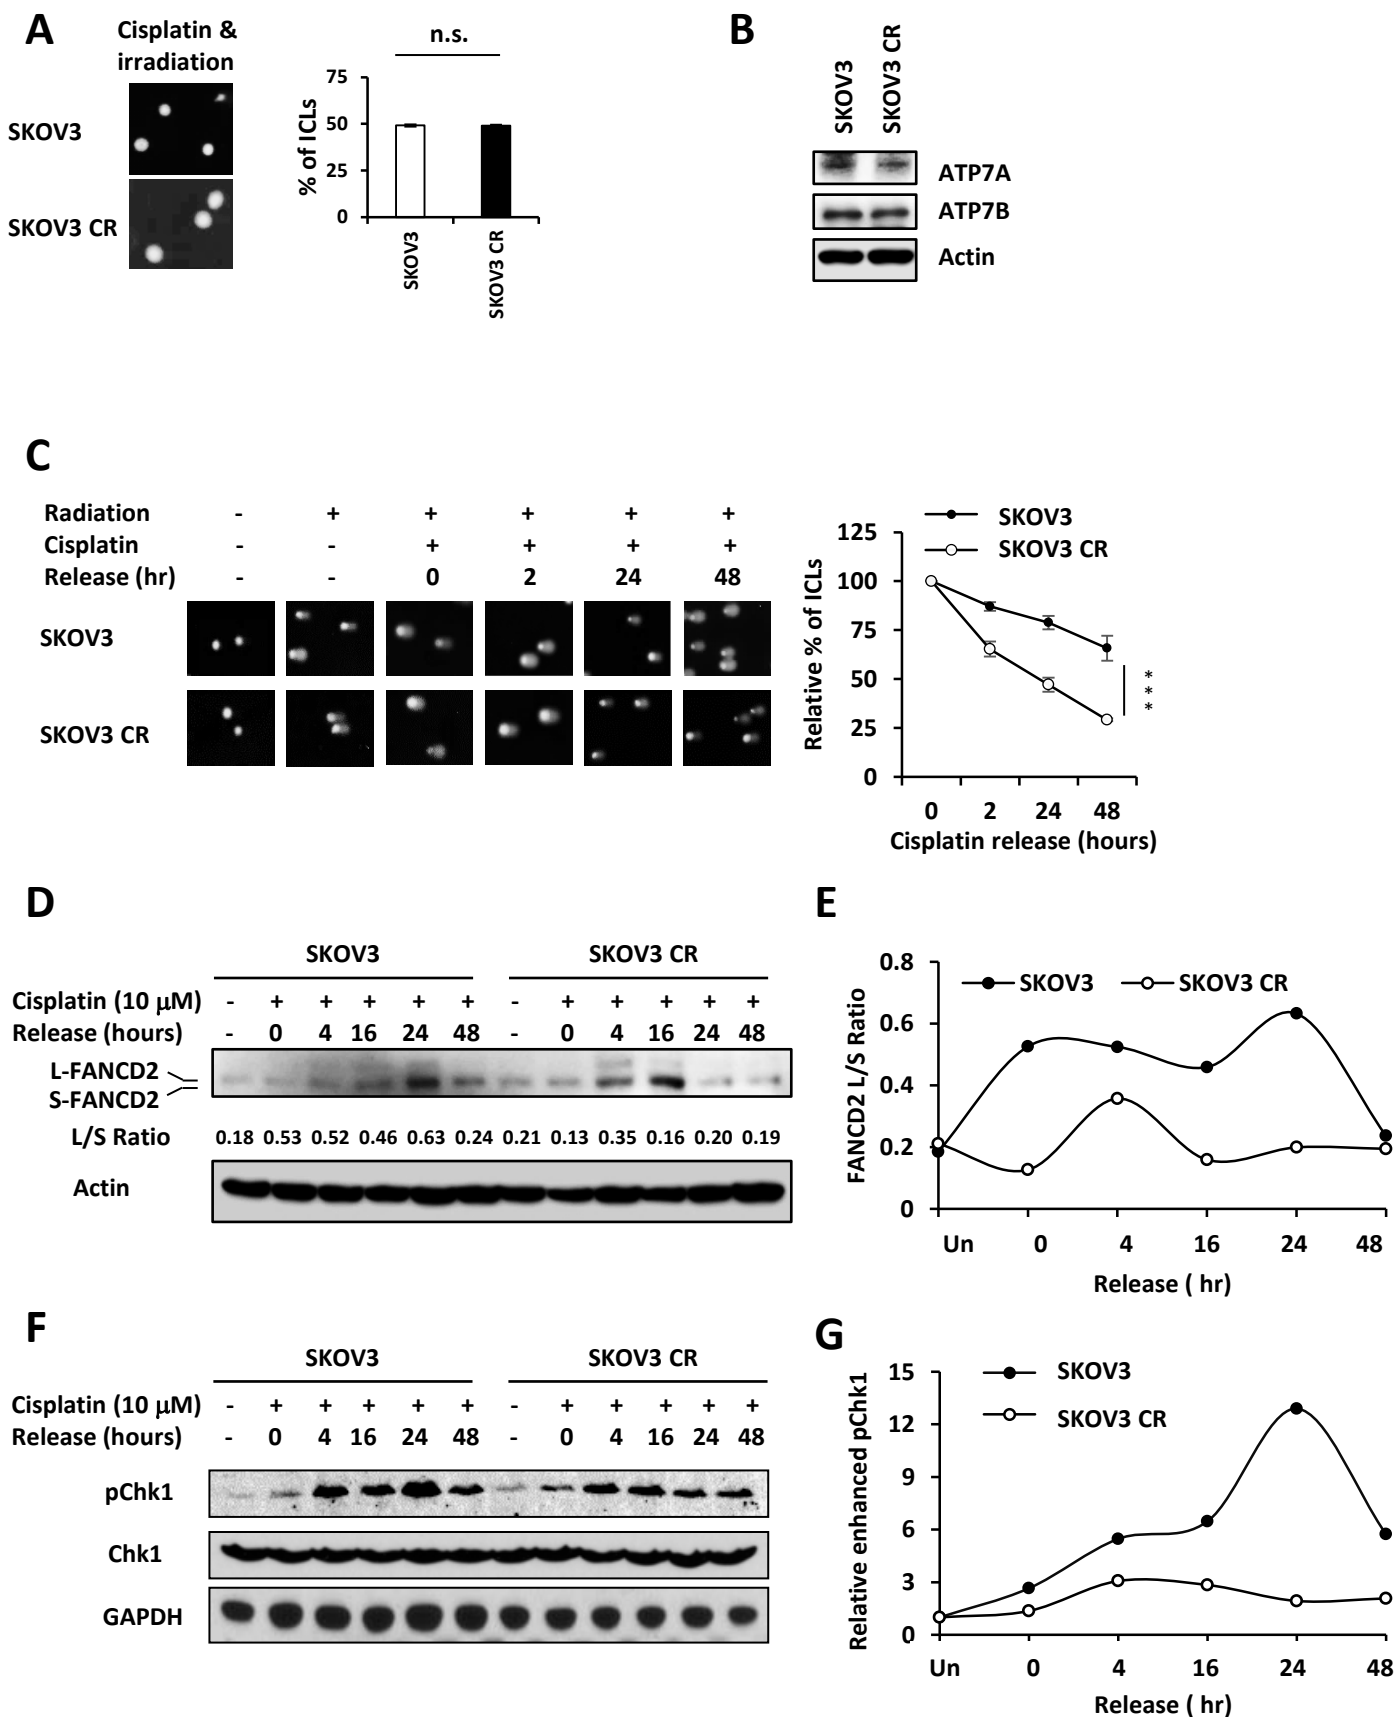 A
Cisplatin &
irradiation
SKOV3
SKOV3 CR
n.s.
% of ICLs
75
50
25
0
SKOV3
SKOV3 CR
B
SKOV3
SKOV3 CR
ATP7A
ATP7B
Actin
C
Radiation - + + + + +
Cisplatin - - + + + +
Release (hr) - - 0 2 24 48
SKOV3
SKOV3 CR
SKOV3
SKOV3 CR
Relative % of ICLs
125
100
75
50
25
0
***
0 2 24 48
Cisplatin release (hours)
D
SKOV3 SKOV3 CR
Cisplatin (10 μM) - + + + + + - + + + + +
Release (hours) - 0 4 16 24 48 - 0 4 16 24 48
L-FANCD2
S-FANCD2
L/S Ratio 0.18 0.53 0.52 0.46 0.63 0.24 0.21 0.13 0.35 0.16 0.20 0.19
Actin
E
SKOV3 SKOV3 CR
FANCD2 L/S Ratio
0.8
0.6
0.4
0.2
0
Un 0 4 16 24 48
Release ( hr)
F
SKOV3 SKOV3 CR
Cisplatin (10 μM) - + + + + + - + + + + +
Release (hours) - 0 4 16 24 48 - 0 4 16 24 48
pChk1
Chk1
GAPDH
G
SKOV3
SKOV3 CR
Relative enhanced pChk1
15
12
9
6
3
0
Un 0 4 16 24 48
Release ( hr)